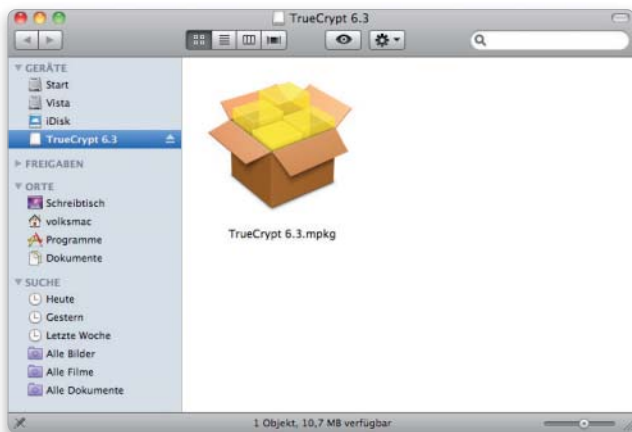 TrueCrypt 6.3
GERÄTE
Start
Vista
iDisk
TrueCrypt 6.3
FREIGABEN
ORTE
Schreibtisch
volksmac
Programme
Dokumente
SUCHE
Heute
Gestern
Letzte Woche
Alle Bilder
Alle Filme
Alle Dokumente
TrueCrypt 6.3.mpkg
1 Objekt, 10,7 MB verfügbar